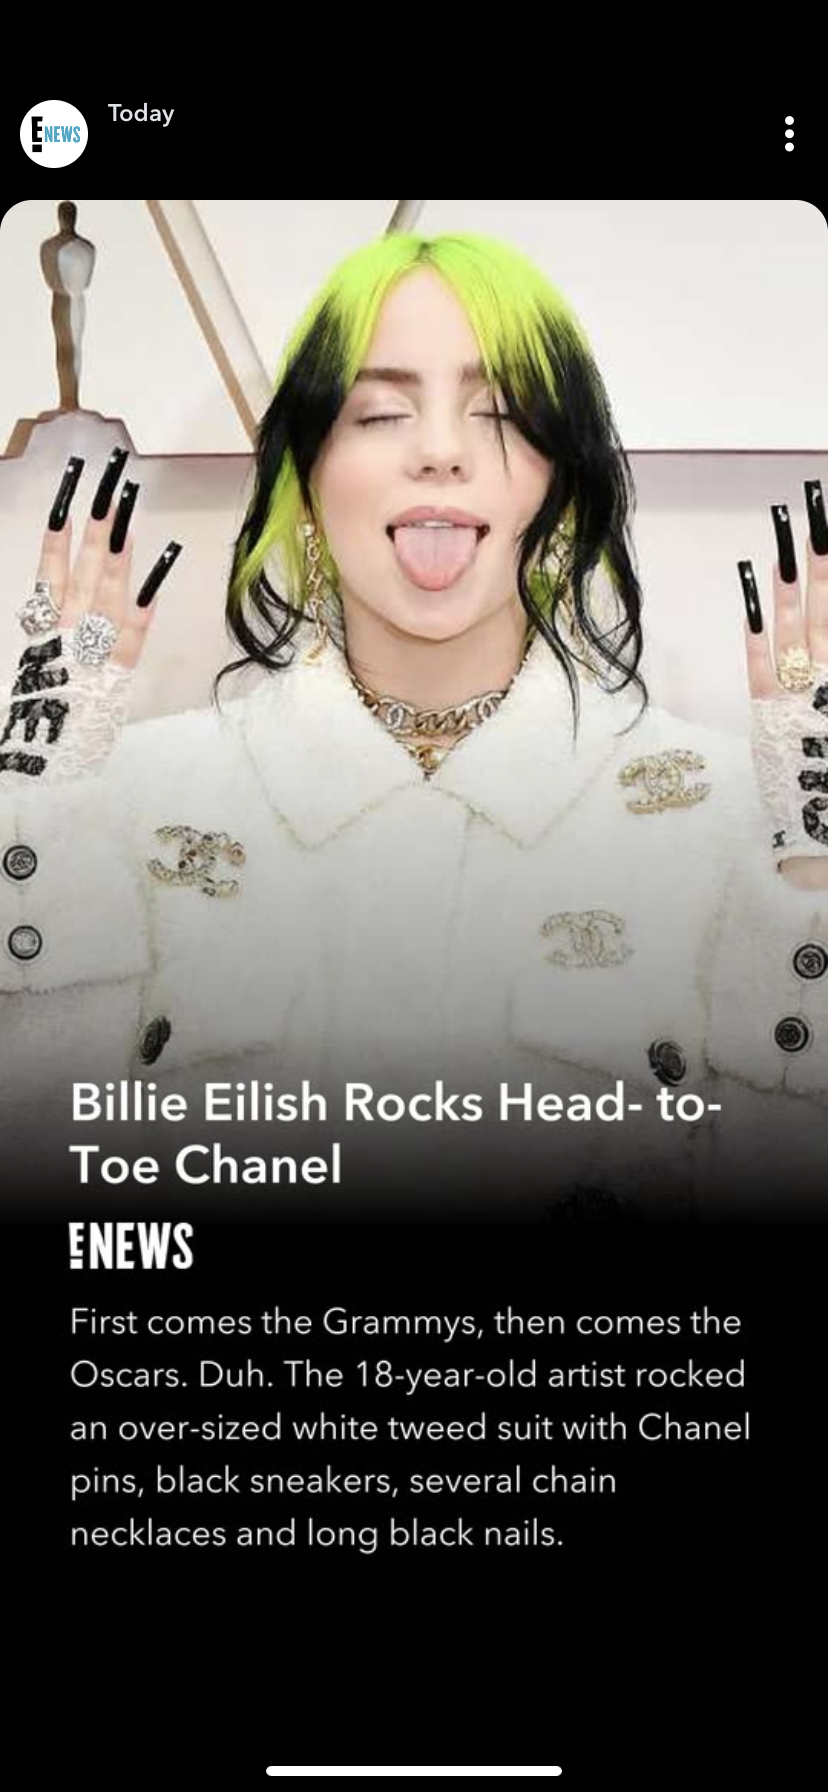 E NEWS
Today
Billie Eilish Rocks Head- to-
Toe Chanel
E NEWS
First comes the Grammys, then comes the
Oscars. Duh. The 18-year-old artist rocked
an over-sized white tweed suit with Chanel
pins, black sneakers, several chain
necklaces and long black nails.